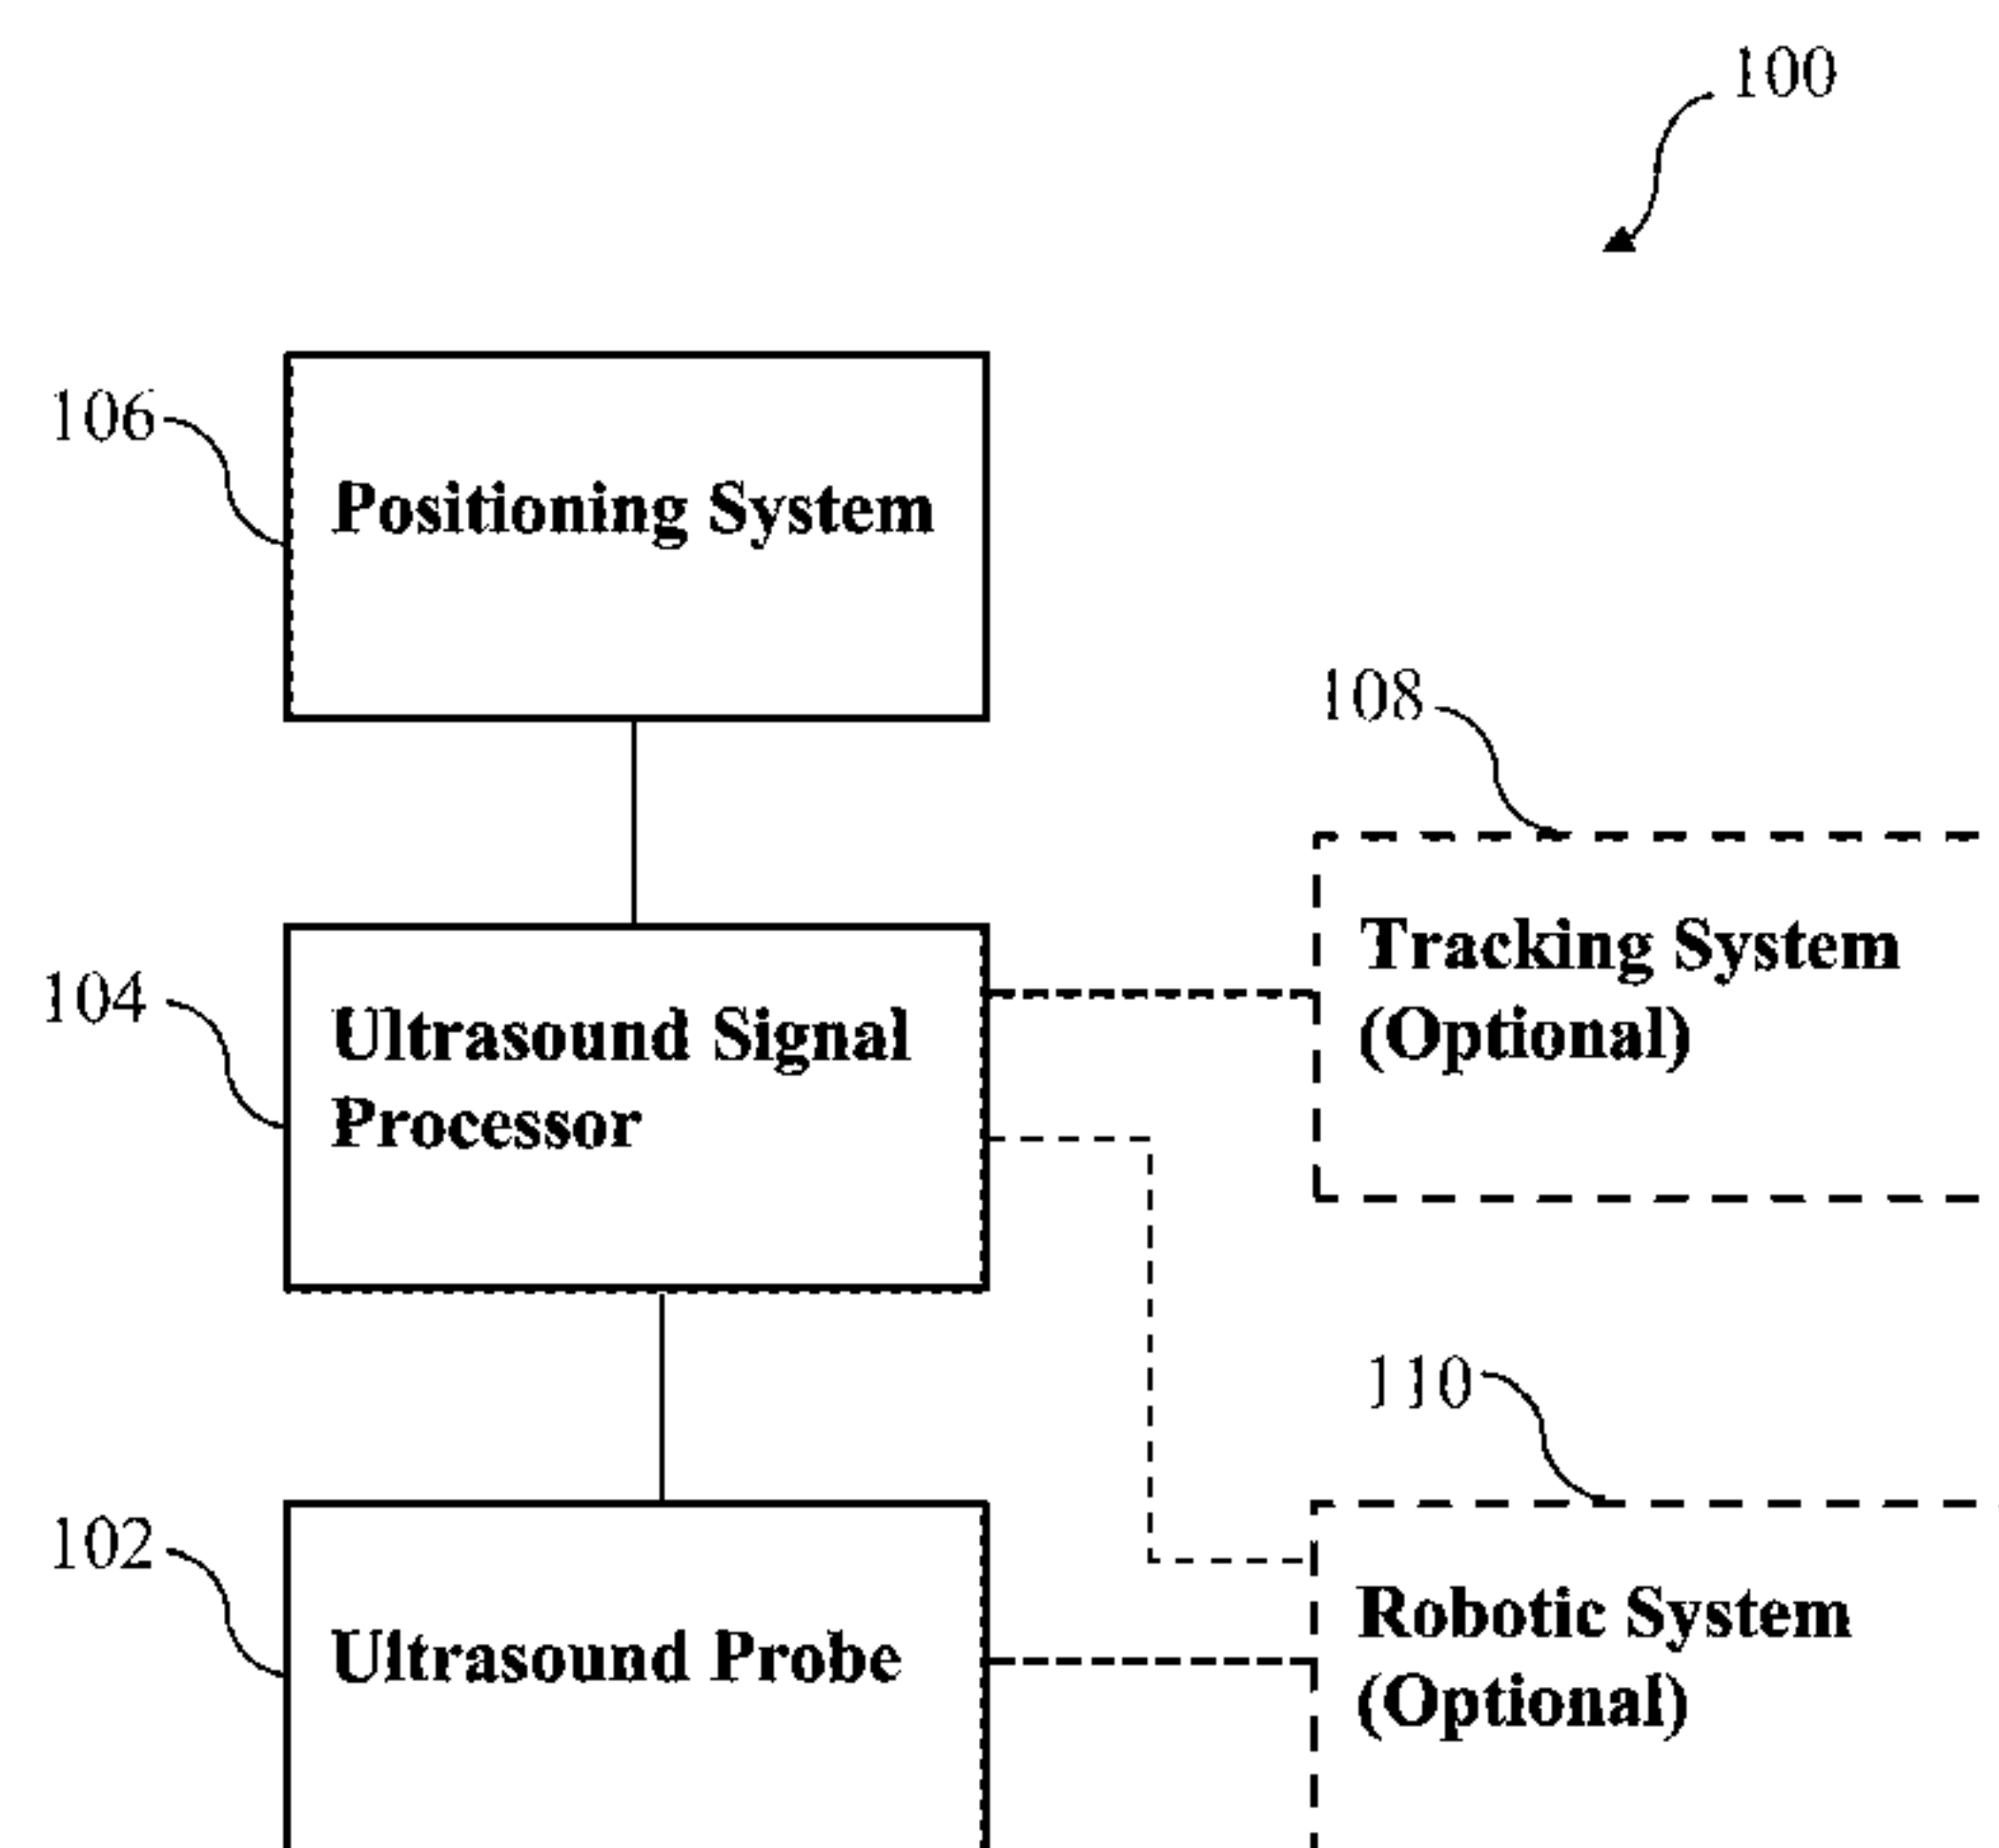 100
106
Positioning System
108
Tracking System
(Optional)
104
Ultrasound Signal
Processor
110
102
Ultrasound Probe
Robotic System
(Optional)